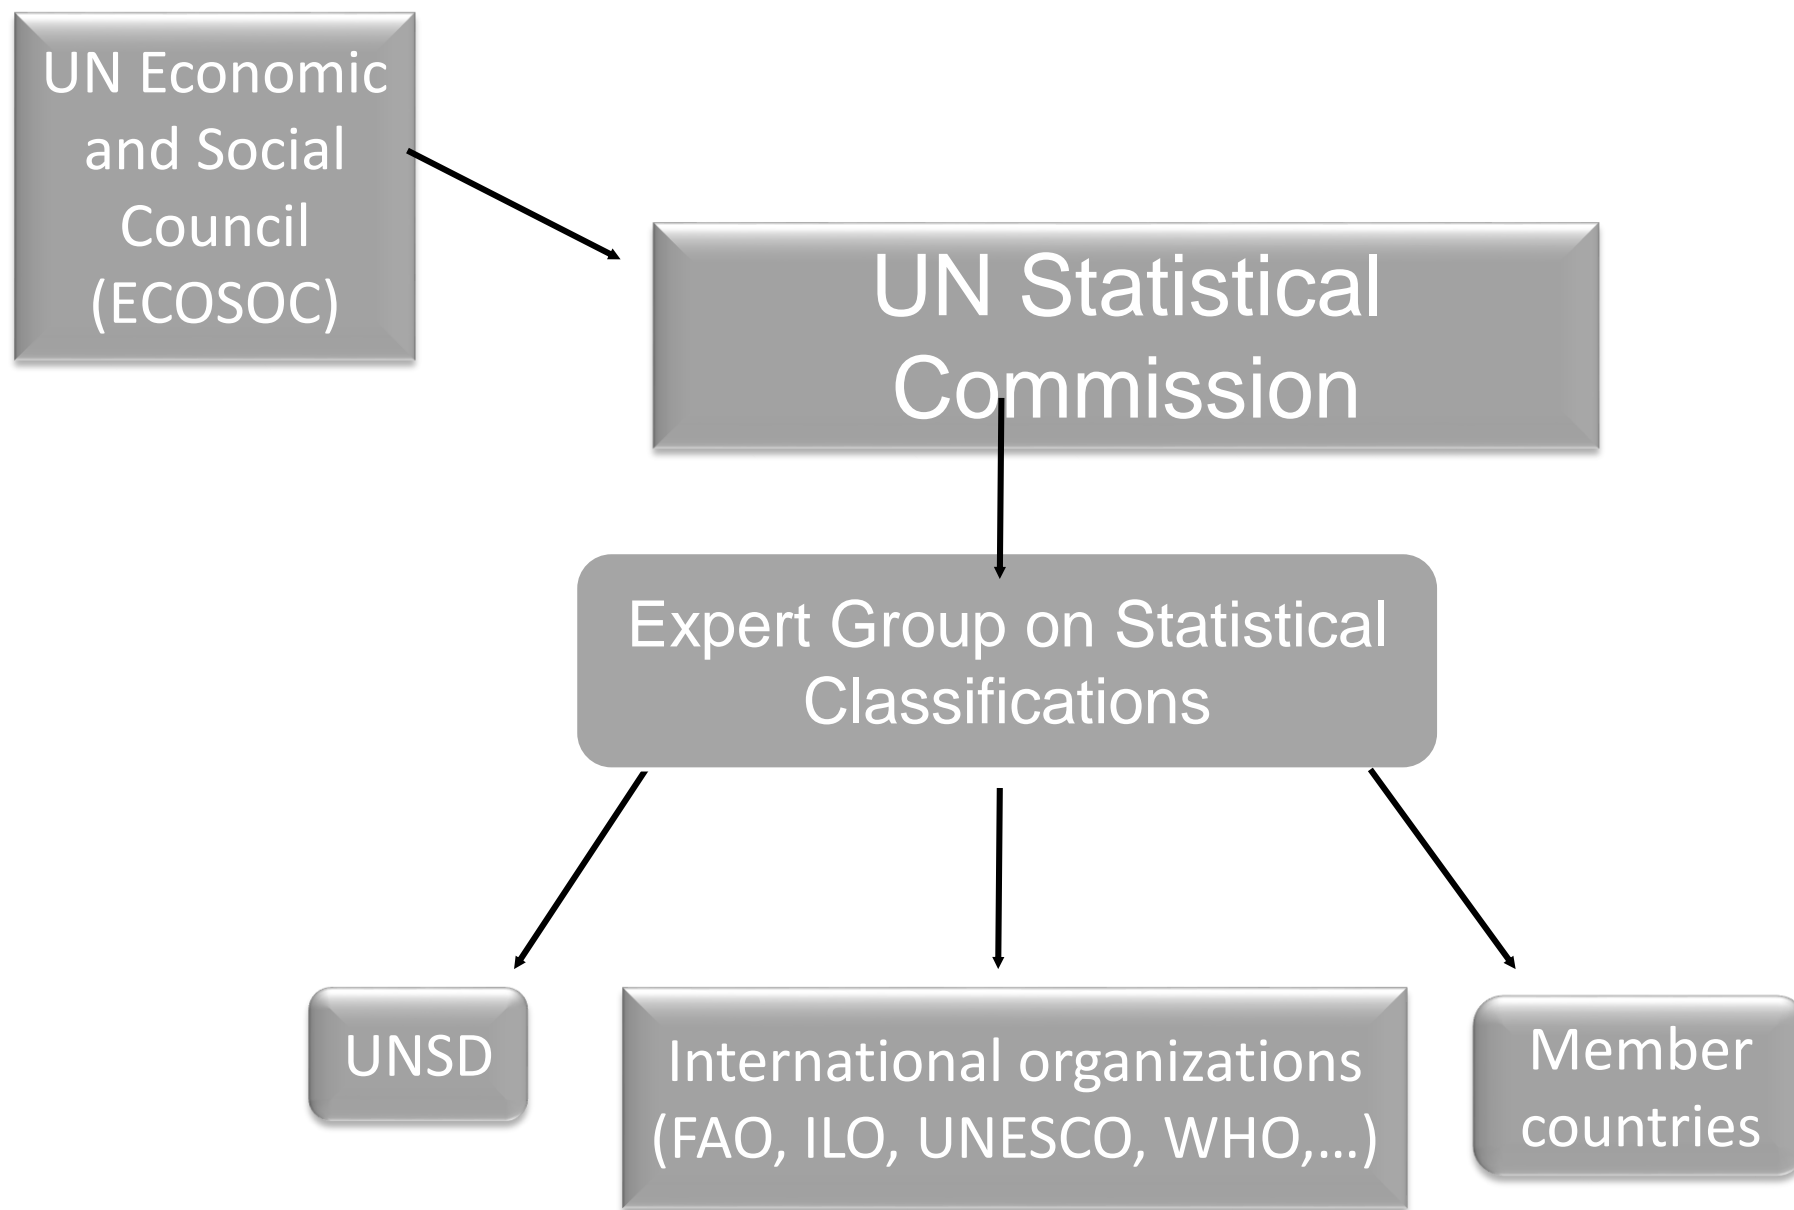 UN Economic
and Social
Council
(ECOSOC)
UN Statistical
Commission
Expert Group on Statistical
Classifications
UNSD
International organizations
(FAO, ILO, UNESCO, WHO,...)
Member
countries